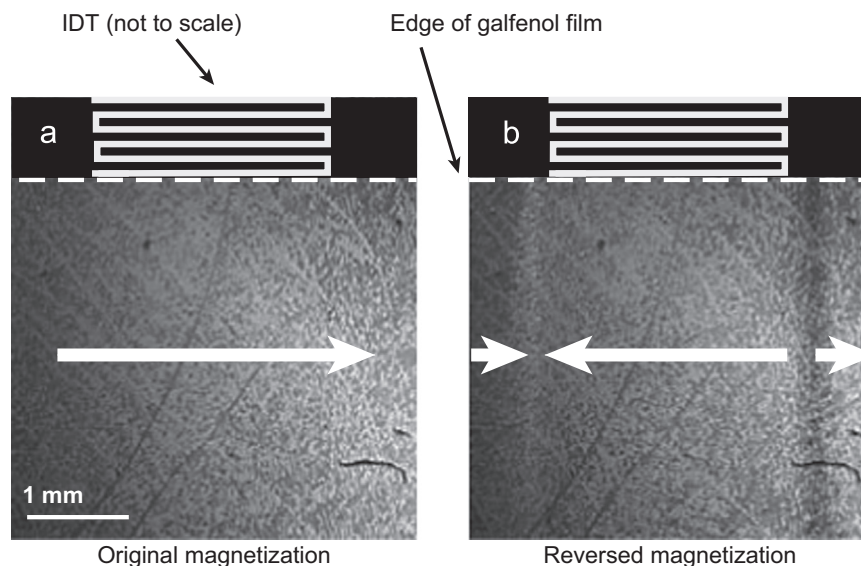 IDT (not to scale)
Edge of galfenol film
a
b
1 mm
Original magnetization
Reversed magnetization